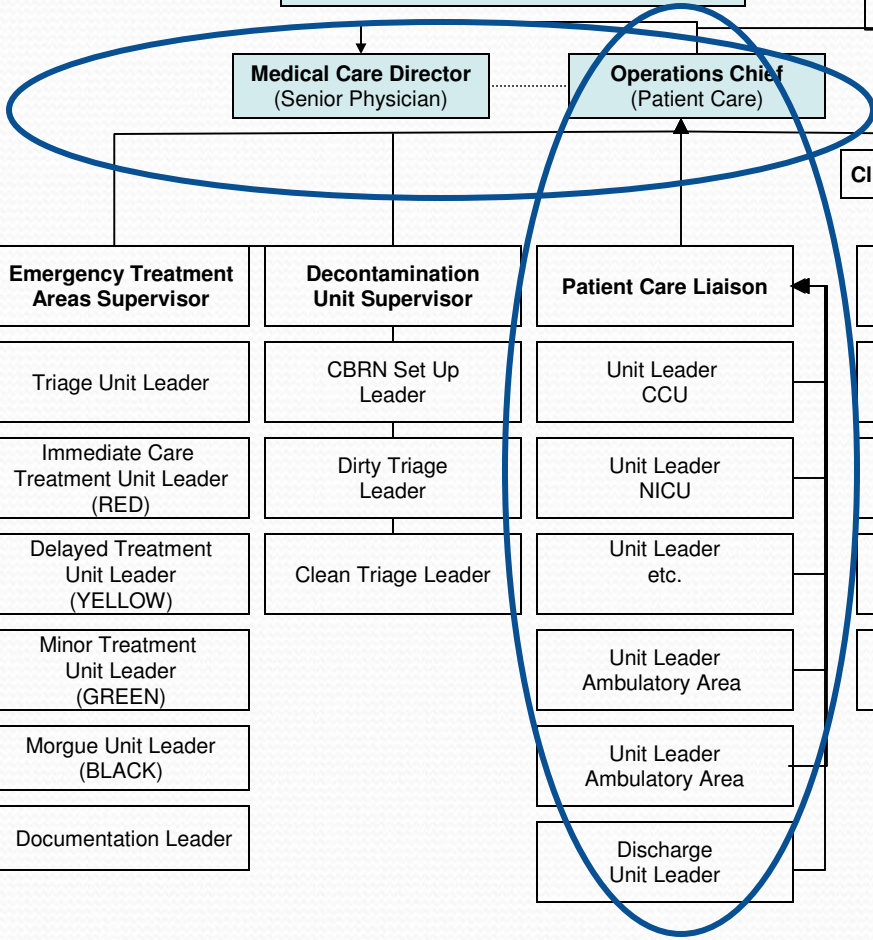 Medical Care Director
(Senior Physician)
Operations Chief
(Patient Care)
Cl
Emergency Treatment
Areas Supervisor
Triage Unit Leader
Immediate Care
Treatment Unit Leader
(RED)
Delayed Treatment
Unit Leader
(YELLOW)
Minor Treatment
Unit Leader
(GREEN)
Morgue Unit Leader
(BLACK)
Documentation Leader
Decontamination
Unit Supervisor
CBRN Set Up
Leader
Dirty Triage
Leader
Clean Triage Leader
Patient Care Liaison
Unit Leader
CCU
Unit Leader
NICU
Unit Leader
etc.
Unit Leader
Ambulatory Area
Unit Leader
Ambulatory Area
Discharge
Unit Leader